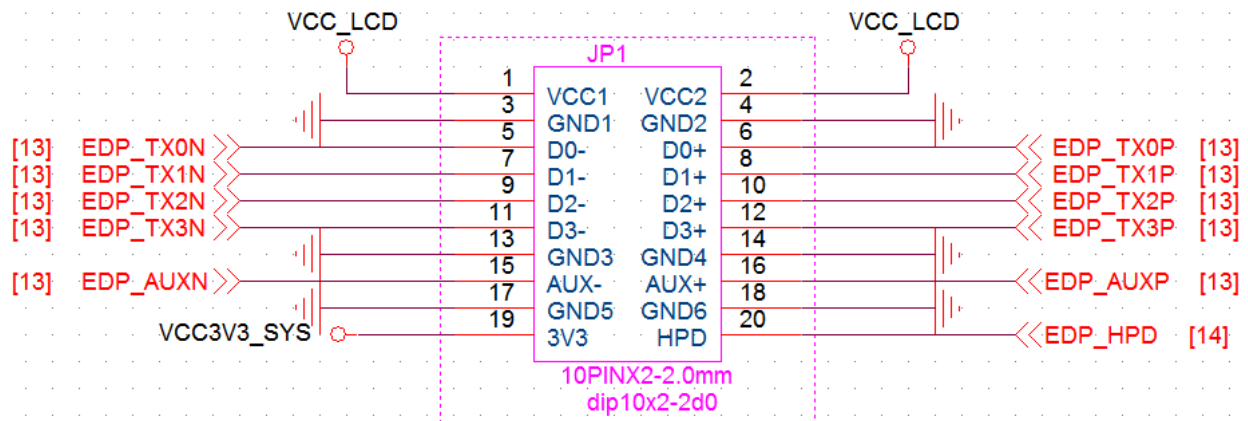 VCC_LCD VCC_LCD
JP1
1 2
VCC1 VCC2
3 4
GND1 GND2
5 6
[13] EDP_TX0N D0- D0+ EDP_TX0P [13]
7 8
[13] EDP_TX1N D1- D1+ EDP_TX1P [13]
9 10
[13] EDP_TX2N D2- D2+ EDP_TX2P [13]
11 12
[13] EDP_TX3N D3- D3+ EDP_TX3P [13]
13 14
GND3 GND4
15 16
[13] EDP_AUXN AUX- AUX+ EDP_AUXP [13]
17 18
GND5 GND6
19 20
VCC3V3_SYS 3V3 HPD EDP_HPD [14]
10PINX2-2.0mm
dip10x2-2d0